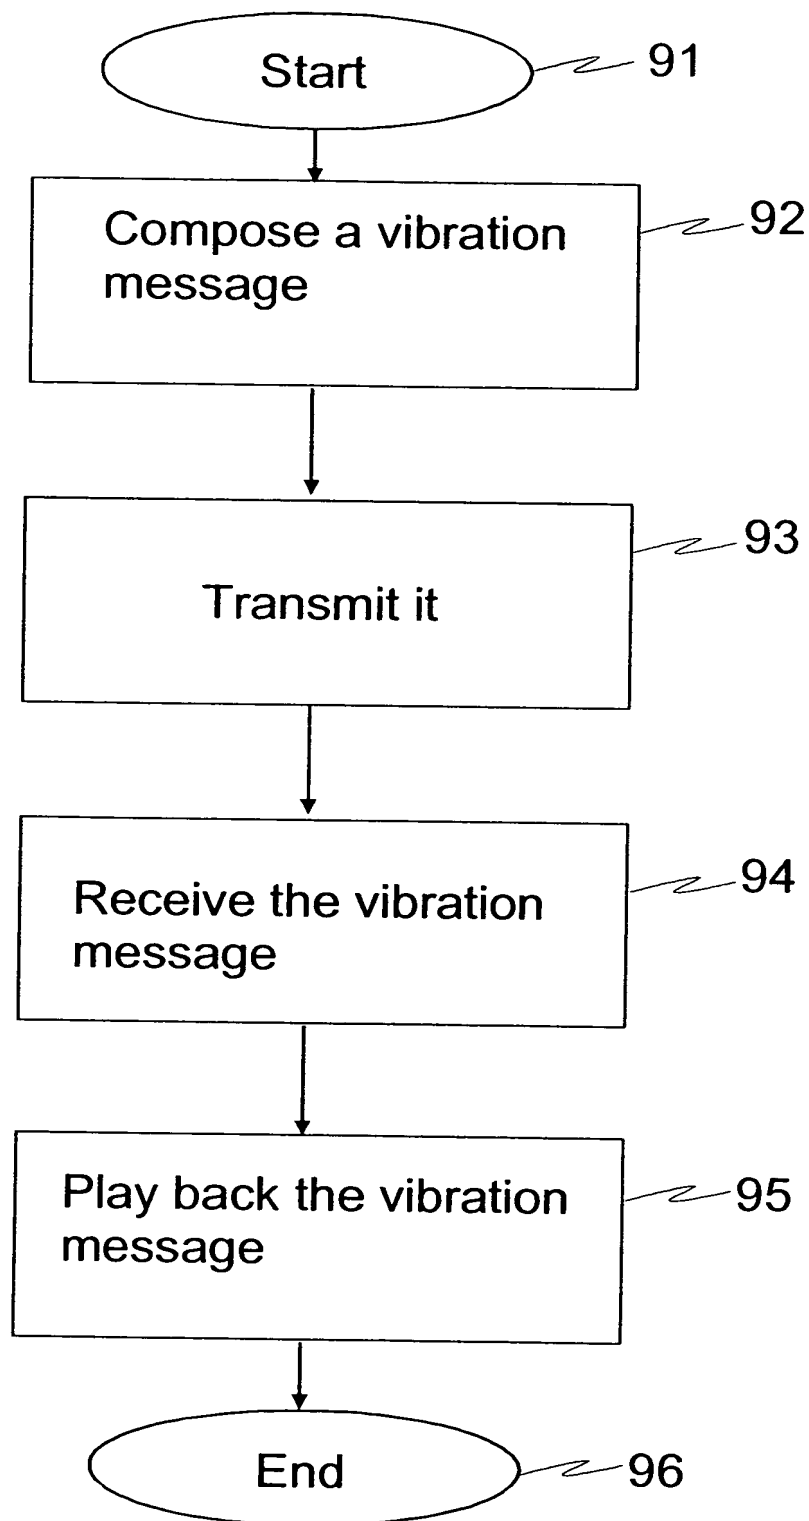 Start
91
Compose a vibration
message
92
Transmit it
93
Receive the vibration
message
94
Play back the vibration
message
95
End
96